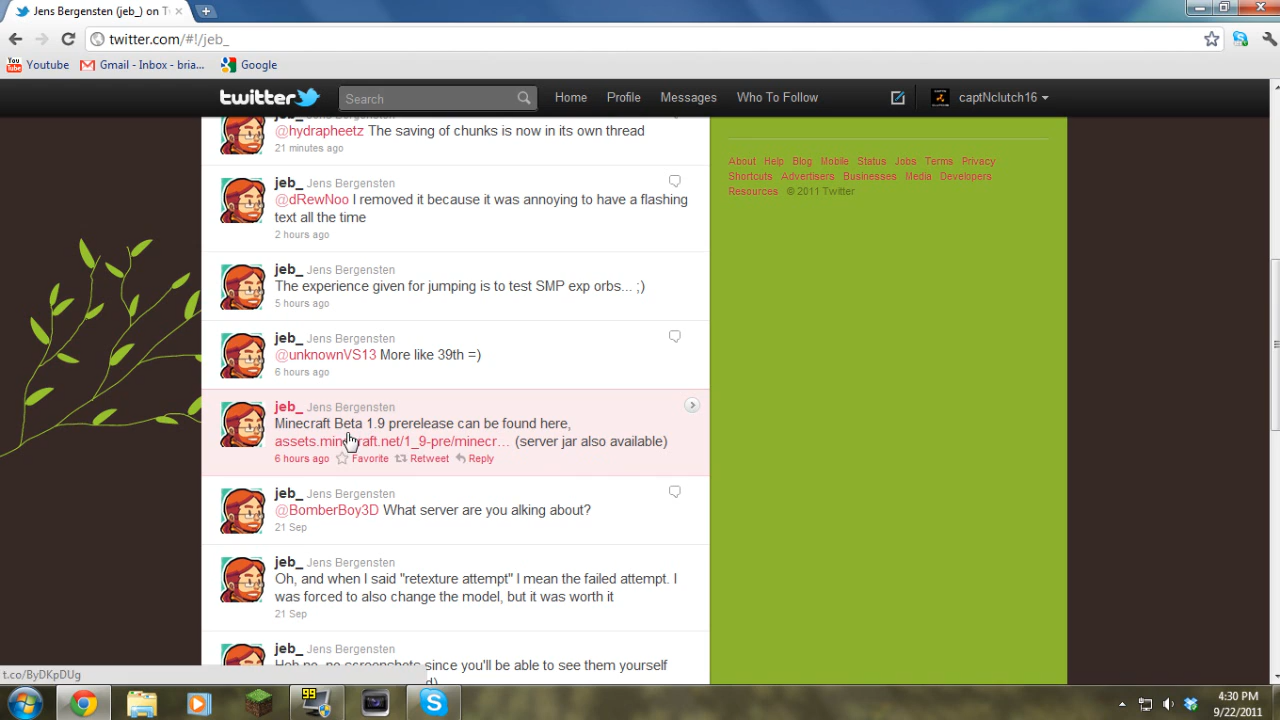 Jens Bergensten (jeb_) on T
twitter.com/#!/jeb_
You Tube Youtube Gmail - Inbox - bria... Google
twitter Search Home Profile Messages Who To Follow captNclutch16
@hydrapheetz The saving of chunks is now in its own thread
21 minutes ago
jeb_ Jens Bergensten
@dRewNoo I removed it because it was annoying to have a flashing
text all the time
2 hours ago
jeb_ Jens Bergensten
The experience given for jumping is to test SMP exp orbs... ;)
5 hours ago
jeb_ Jens Bergensten
@unknownVS13 More like 39th =)
6 hours ago
jeb_ Jens Bergensten
Minecraft Beta 1.9 prerelease can be found here,
assets.minecraft.net/1_9-pre/minecr... (server jar also available)
6 hours ago Favorite Retweet Reply
jeb_ Jens Bergensten
@BomberBoy3D What server are you alking about?
21 Sep
jeb_ Jens Bergensten
Oh, and when I said "retexture attempt" I mean the failed attempt. I
was forced to also change the model, but it was worth it
21 Sep
jeb_ Jens Bergensten
Heh no, no screenshots since you'll be able to see them yourself
About Help Blog Mobile Status Jobs Terms Privacy
Shortcuts Advertisers Businesses Media Developers
Resources © 2011 Twitter
t.co/ByDKpDUg
99
4:30 PM
9/22/2011